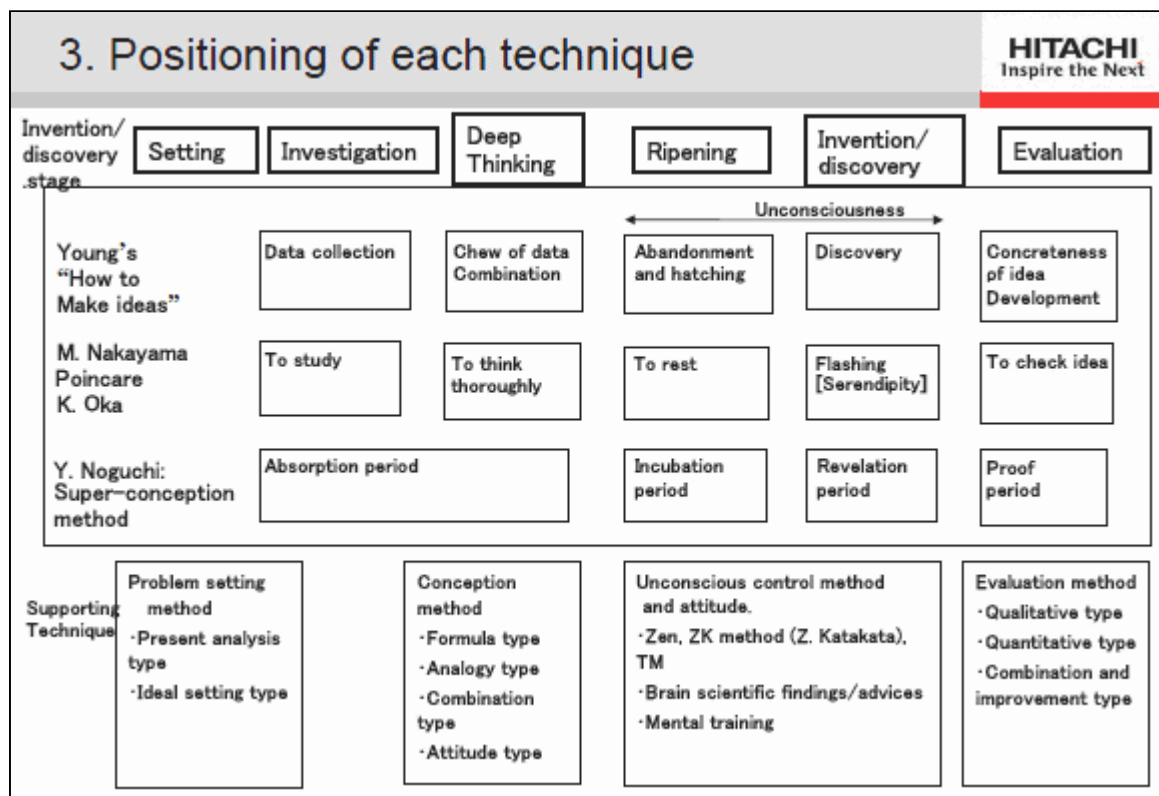 3. Positioning of each technique
HITACHI
Inspire the Next
Invention/
discovery
.stage
Setting
Investigation
Deep
Thinking
Ripening
Invention/
discovery
Evaluation
Unconsciousness
Young's
"How to
Make ideas"
Data collection
Chew of data
Combination
Abandonment
and hatching
Discovery
Concreteness
of idea
Development
M. Nakayama
Poincare
K. Oka
To study
To think
thoroughly
To rest
Flashing
[Serendipity]
To check idea
Y. Noguchi:
Super-conception
method
Absorption period
Incubation
period
Revelation
period
Proof
period
Supporting
Technique
Problem setting
method
・Present analysis
type
・Ideal setting type
Conception
method
・Formula type
・Analogy type
・Combination
type
・Attitude type
Unconscious control method
and attitude.
・Zen, ZK method (Z. Katakata),
TM
・Brain scientific findings/advices
・Mental training
Evaluation method
・Qualitative type
・Quantitative type
・Combination and
improvement type